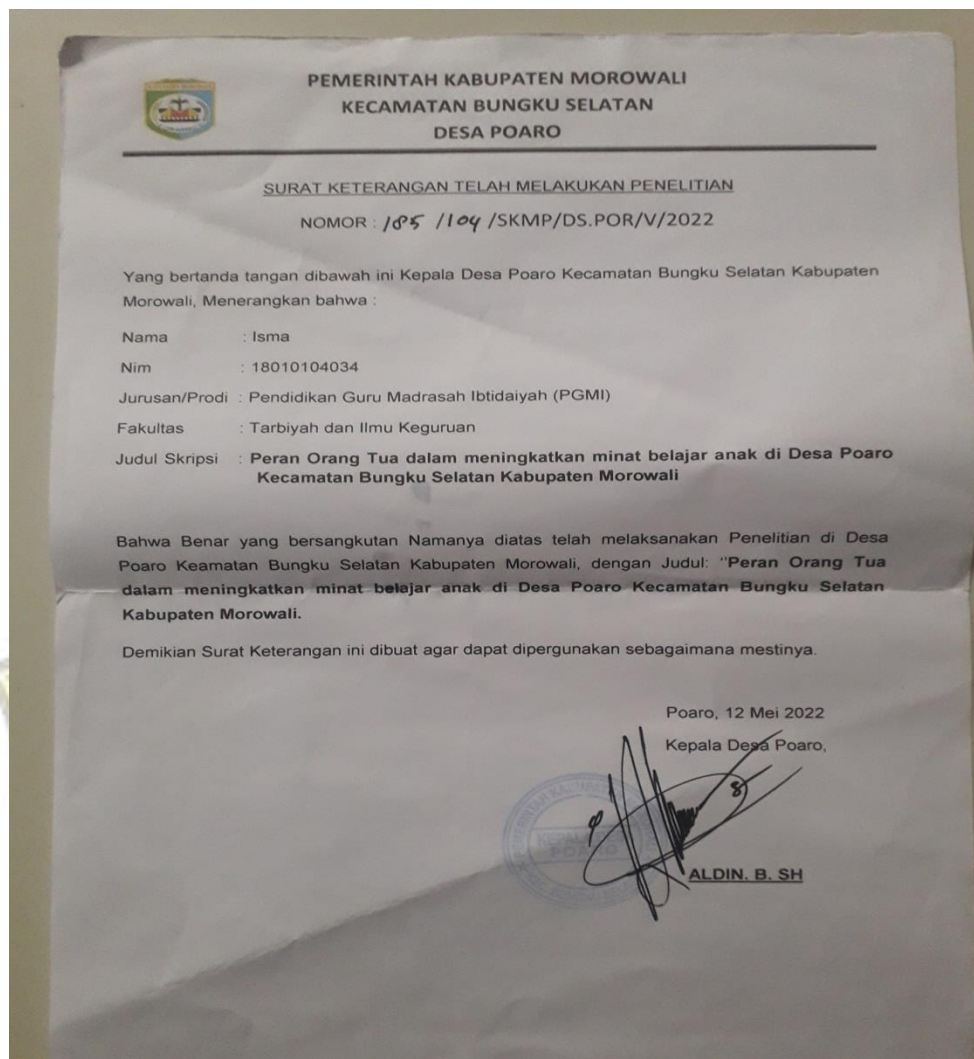 PEMERINTAH KABUPATEN MOROWALI
KECAMATAN BUNGKU SELATAN
DESA POARO
SURAT KETERANGAN TELAH MELAKUKAN PENELITIAN
NOMOR : 185 /104 /SKMP/DS.POR/V/2022
Yang bertanda tangan dibawah ini Kepala Desa Poaro Kecamatan Bungku Selatan Kabupaten
Morowali, Menerangkan bahwa :
Nama : Isma
Nim : 18010104034
Jurusan/Prodi : Pendidikan Guru Madrasah Ibtidaiyah (PGMI)
Fakultas : Tarbiyah dan Ilmu Keguruan
Judul Skripsi : Peran Orang Tua dalam meningkatkan minat belajar anak di Desa Poaro
Kecamatan Bungku Selatan Kabupaten Morowali
Bahwa Benar yang bersangkutan Namanya diatas telah melaksanakan Penelitian di Desa
Poaro Keamatan Bungku Selatan Kabupaten Morowali, dengan Judul: "Peran Orang Tua
dalam meningkatkan minat belajar anak di Desa Poaro Kecamatan Bungku Selatan
Kabupaten Morowali.
Demikian Surat Keterangan ini dibuat agar dapat dipergunakan sebagaimana mestinya.
Poaro, 12 Mei 2022
Kepala Desa Poaro,
ALDIN. B. SH